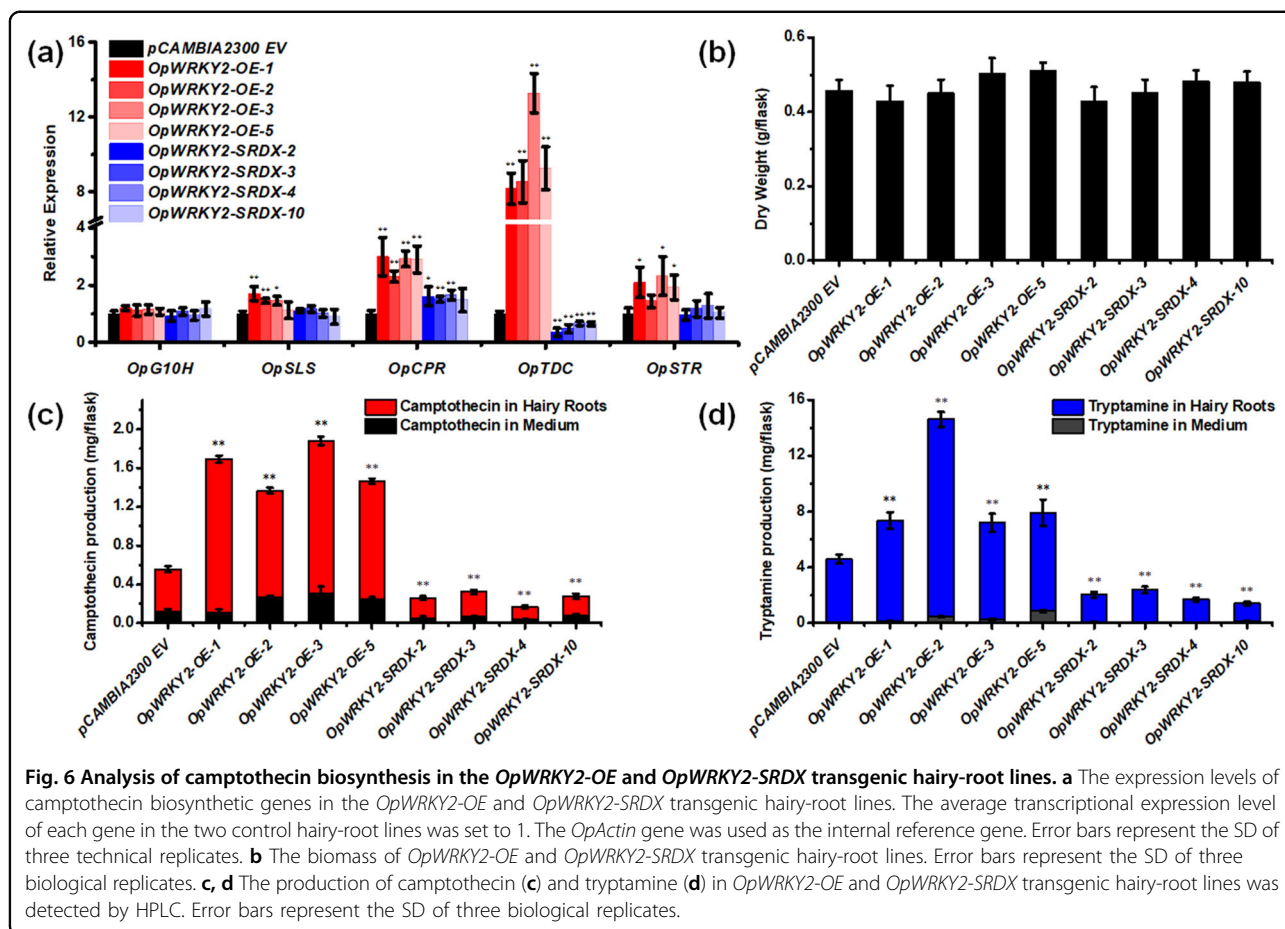 (a)
16
12
8
4
2
0
Relative Expression
pCAMBIA2300 EV
OpWRKY2-OE-1
OpWRKY2-OE-2
OpWRKY2-OE-3
OpWRKY2-OE-5
OpWRKY2-SRDX-2
OpWRKY2-SRDX-3
OpWRKY2-SRDX-4
OpWRKY2-SRDX-10
OpG10H OpSLS OpCPR OpTDC OpSTR
(b)
0.6
0.4
0.2
0.0
Dry Weight (g/flask)
pCAMBIA2300 EV
OpWRKY2-OE-1
OpWRKY2-OE-2
OpWRKY2-OE-3
OpWRKY2-OE-5
OpWRKY2-SRDX-2
OpWRKY2-SRDX-3
OpWRKY2-SRDX-4
OpWRKY2-SRDX-10
(c)
2.0
1.6
1.2
0.8
0.4
0.0
Camptothecin production (mg/flask)
Camptothecin in Hairy Roots
Camptothecin in Medium
** ** ** ** ** ** ** **
pCAMBIA2300 EV
OpWRKY2-OE-1
OpWRKY2-OE-2
OpWRKY2-OE-3
OpWRKY2-OE-5
OpWRKY2-SRDX-2
OpWRKY2-SRDX-3
OpWRKY2-SRDX-4
OpWRKY2-SRDX-10
(d)
16
12
8
4
0
Tryptamine production (mg/flask)
Tryptamine in Hairy Roots
Tryptamine in Medium
** ** ** ** ** ** ** **
pCAMBIA2300 EV
OpWRKY2-OE-1
OpWRKY2-OE-2
OpWRKY2-OE-3
OpWRKY2-OE-5
OpWRKY2-SRDX-2
OpWRKY2-SRDX-3
OpWRKY2-SRDX-4
OpWRKY2-SRDX-10
Fig. 6 Analysis of camptothecin biosynthesis in the OpWRKY2-OE and OpWRKY2-SRDX transgenic hairy-root lines. a The expression levels of
camptothecin biosynthetic genes in the OpWRKY2-OE and OpWRKY2-SRDX transgenic hairy-root lines. The average transcriptional expression level
of each gene in the two control hairy-root lines was set to 1. The OpActin gene was used as the internal reference gene. Error bars represent the SD of
three technical replicates. b The biomass of OpWRKY2-OE and OpWRKY2-SRDX transgenic hairy-root lines. Error bars represent the SD of three
biological replicates. c, d The production of camptothecin (c) and tryptamine (d) in OpWRKY2-OE and OpWRKY2-SRDX transgenic hairy-root lines was
detected by HPLC. Error bars represent the SD of three biological replicates.